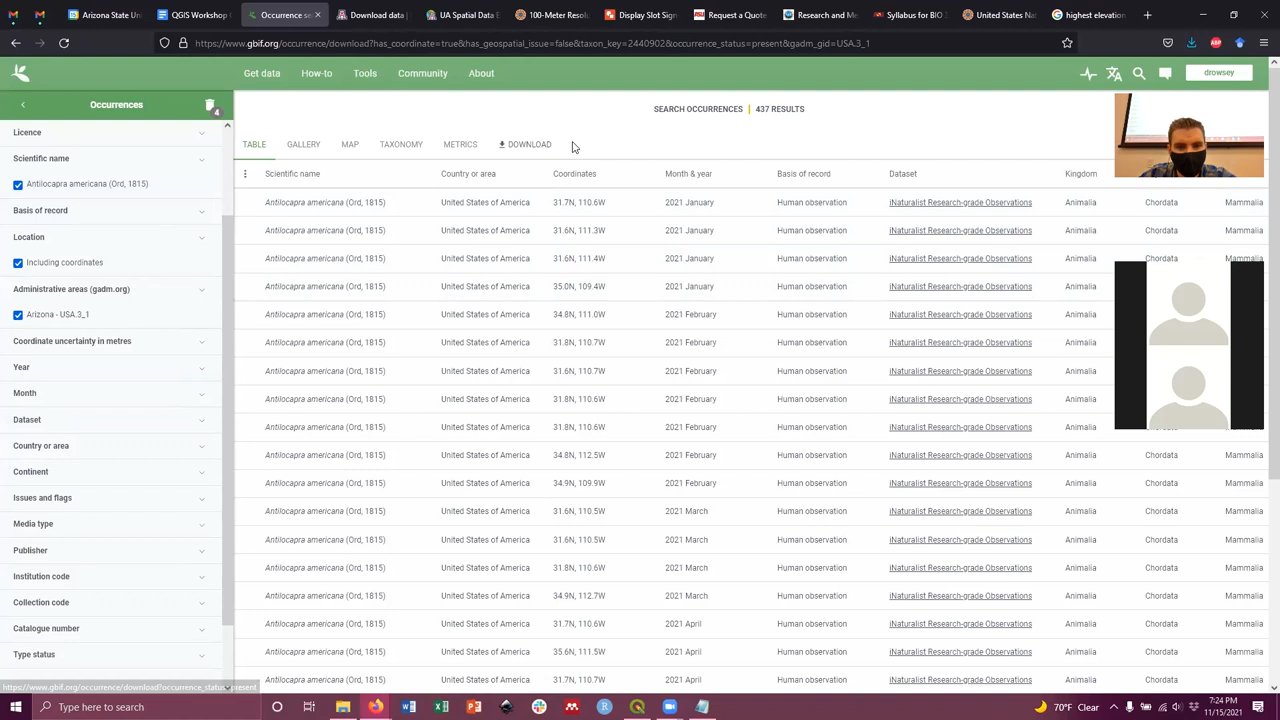 QGIS Workshop
Occurrence se
Download data |
Spatial Data of
100-Meter Resol
Display Slot Sign
Request a Quote
Meet
Syllabus for BIO
United States Na
Google Images
https://www.gbif.org/occurrence/download?has_coordinate=true&has_geospatial_issue=false&taxon_key=2440902&occurrence_status=present&gadm_gid=USA.3_1
Get data How-to Tools Community About drowsey
Occurrences 4
SEARCH OCCURRENCES | 437 RESULTS
Licence
TABLE GALLERY MAP TAXONOMY METRICS DOWNLOAD
Scientific name
Antilocapra americana (Ord, 1815)
Basis of record
Location
Including coordinates
Administrative areas (gadm.org)
Arizona - USA.3_1
Coordinate uncertainty in metres
Year
Month
Dataset
Country or area
Continent
Issues and flags
Media type
Publisher
Institution code
Collection code
Catalogue number
Type status
Scientific name Country or area Coordinates Month & year Basis of record Dataset Kingdom
Antilocapra americana (Ord, 1815) United States of America 31.7N, 110.6W 2021 January Human observation iNaturalist Research-grade Observations Animalia Chordata Mammalia
Antilocapra americana (Ord, 1815) United States of America 31.6N, 111.3W 2021 January Human observation iNaturalist Research-grade Observations Animalia Chordata Mammalia
Antilocapra americana (Ord, 1815) United States of America 31.6N, 111.4W 2021 January Human observation iNaturalist Research-grade Observations Animalia Chordata Mammalia
Antilocapra americana (Ord, 1815) United States of America 35.0N, 109.4W 2021 January Human observation iNaturalist Research-grade Observations Animalia
Antilocapra americana (Ord, 1815) United States of America 34.8N, 111.0W 2021 February Human observation iNaturalist Research-grade Observations Animalia
Antilocapra americana (Ord, 1815) United States of America 31.8N, 110.7W 2021 February Human observation iNaturalist Research-grade Observations Animalia
Antilocapra americana (Ord, 1815) United States of America 31.6N, 110.7W 2021 February Human observation iNaturalist Research-grade Observations Animalia
Antilocapra americana (Ord, 1815) United States of America 31.8N, 110.6W 2021 February Human observation iNaturalist Research-grade Observations Animalia
Antilocapra americana (Ord, 1815) United States of America 31.8N, 110.6W 2021 February Human observation iNaturalist Research-grade Observations Animalia Chordata Mammalia
Antilocapra americana (Ord, 1815) United States of America 34.8N, 112.5W 2021 February Human observation iNaturalist Research-grade Observations Animalia Chordata Mammalia
Antilocapra americana (Ord, 1815) United States of America 34.9N, 109.9W 2021 February Human observation iNaturalist Research-grade Observations Animalia Chordata Mammalia
Antilocapra americana (Ord, 1815) United States of America 31.6N, 110.5W 2021 March Human observation iNaturalist Research-grade Observations Animalia Chordata Mammalia
Antilocapra americana (Ord, 1815) United States of America 31.6N, 110.5W 2021 March Human observation iNaturalist Research-grade Observations Animalia Chordata Mammalia
Antilocapra americana (Ord, 1815) United States of America 31.8N, 110.6W 2021 March Human observation iNaturalist Research-grade Observations Animalia Chordata Mammalia
Antilocapra americana (Ord, 1815) United States of America 34.9N, 112.7W 2021 March Human observation iNaturalist Research-grade Observations Animalia Chordata Mammalia
Antilocapra americana (Ord, 1815) United States of America 31.7N, 110.6W 2021 April Human observation iNaturalist Research-grade Observations Animalia Chordata Mammalia
Antilocapra americana (Ord, 1815) United States of America 35.6N, 111.5W 2021 April Human observation iNaturalist Research-grade Observations Animalia Chordata Mammalia
Antilocapra americana (Ord, 1815) United States of America 31.7N, 110.7W 2021 April Human observation iNaturalist Research-grade Observations Animalia Chordata Mammalia
https://www.gbif.org/occurrence/download?occurrence_status=present
Type here to search
70°F Clear
7:24 PM
11/15/2021